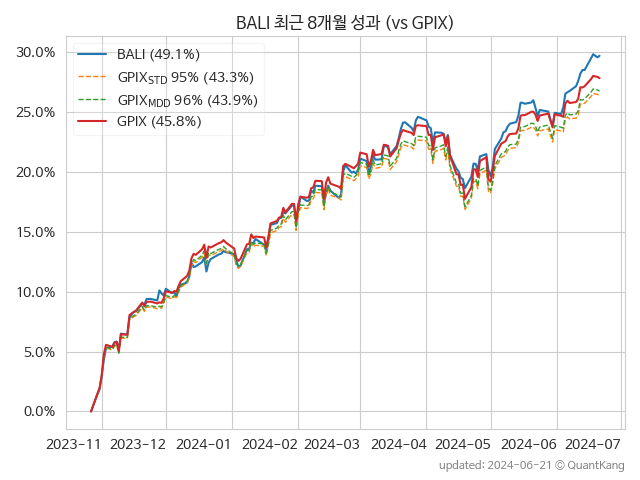 BALI 최근 8개월 성과 (vs GPIX)
30.0%
25.0%
20.0%
15.0%
10.0%
5.0%
0.0%
BALI (49.1%)
GPIXSTD 95% (43.3%)
GPIXMDD 96% (43.9%)
GPIX (45.8%)
2023-11 2023-12 2024-01 2024-02 2024-03 2024-04 2024-05 2024-06 2024-07
updated: 2024-06-21 © QuantKang